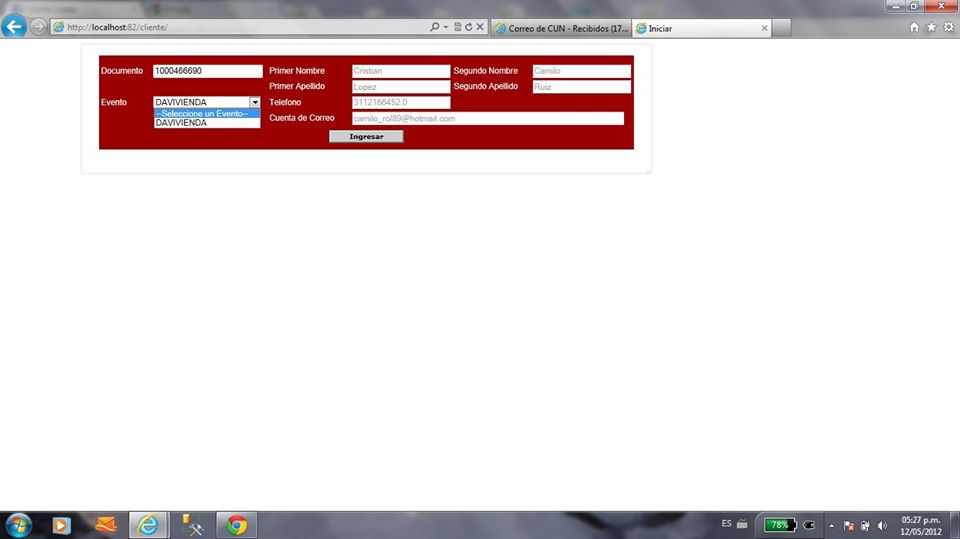 http://localhost:82/cliente/
Correo de CUN - Recibidos (17...
Iniciar
Documento 1000466690 Primer Nombre Cristian Segundo Nombre Camilo
Primer Apellido Lopez Segundo Apellido Ruiz
Evento DAVIVIENDA Telefono 3112166452.0
--Seleccione un Evento--
DAVIVIENDA
Cuenta de Correo camilo_rol89@hotmail.com
Ingresar
ES
78%
05:27 p.m.
12/05/2012